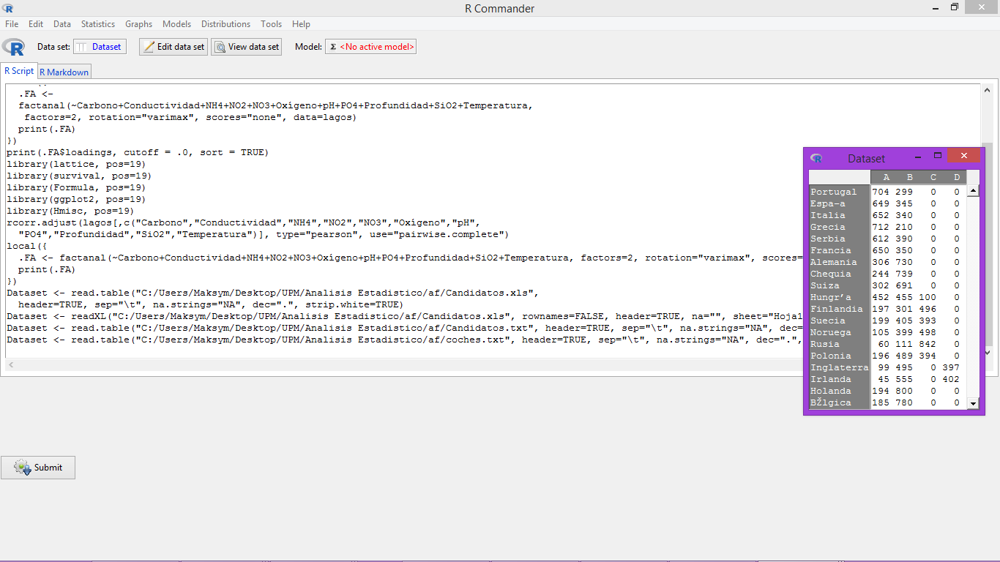 R Commander
File Edit Data Statistics Graphs Models Distributions Tools Help
Data set: Dataset Edit data set View data set Model: Σ <No active model>
R Script R Markdown
.FA <-
factanal(~Carbono+Conductividad+NH4+NO2+NO3+Oxígeno+pH+PO4+Profundidad+SiO2+Temperatura,
factores=2, rotation="varimax", scores="none", data=lagos)
print(.FA)
})
print(.FA$loadings, cutoff = .0, sort = TRUE)
library(lattice, pos=19)
library(survival, pos=19)
library(Formula, pos=19)
library(ggplot2, pos=19)
library(Hmisc, pos=19)
rcorr.adjust(lagos[,c("Carbono","Conductividad","NH4","NO2","NO3","Oxígeno","pH",
"PO4","Profundidad","SiO2","Temperatura")], type="pearson", use="pairwise.complete")
local({
.FA <- factanal(~Carbono+Conductividad+NH4+NO2+NO3+Oxígeno+pH+PO4+Profundidad+SiO2+Temperatura, factors=2, rotation="varimax", scores=
print(.FA)
})
Dataset <- read.table("C:/Users/Maksym/Desktop/UPM/Analisis Estadistico/af/Candidatos.xls",
header=TRUE, sep="\t", na.strings="NA", dec=".", strip.white=TRUE)
Dataset <- readXL("C:/Users/Maksym/Desktop/UPM/Analisis Estadistico/af/Candidatos.xls", rownames=FALSE, header=TRUE, na="", sheet="Hoja1
Dataset <- read.table("C:/Users/Maksym/Desktop/UPM/Analisis Estadistico/af/Candidatos.txt", header=TRUE, sep="\t", na.strings="NA", dec=
Dataset <- read.table("C:/Users/Maksym/Desktop/UPM/Analisis Estadistico/af/coches.txt", header=TRUE, sep="\t", na.strings="NA", dec=".",
Dataset
A B C D
Portugal 704 299 0 0
Espa-a 649 345 0 0
Italia 652 340 0 0
Grecia 712 210 0 0
Serbia 612 390 0 0
Francia 650 350 0 0
Alemania 306 730 0 0
Chequia 244 739 0 0
Suiza 302 691 0 0
Hungr’a 452 455 100 0
Finlandia 197 301 496 0
Suecia 199 405 393 0
Noruega 105 399 498 0
Rusia 60 111 842 0
Polonia 196 489 394 0
Inglaterra 99 495 0 397
Irlanda 45 555 0 402
Holanda 194 800 0 0
BŽlgica 185 780 0 0
Submit